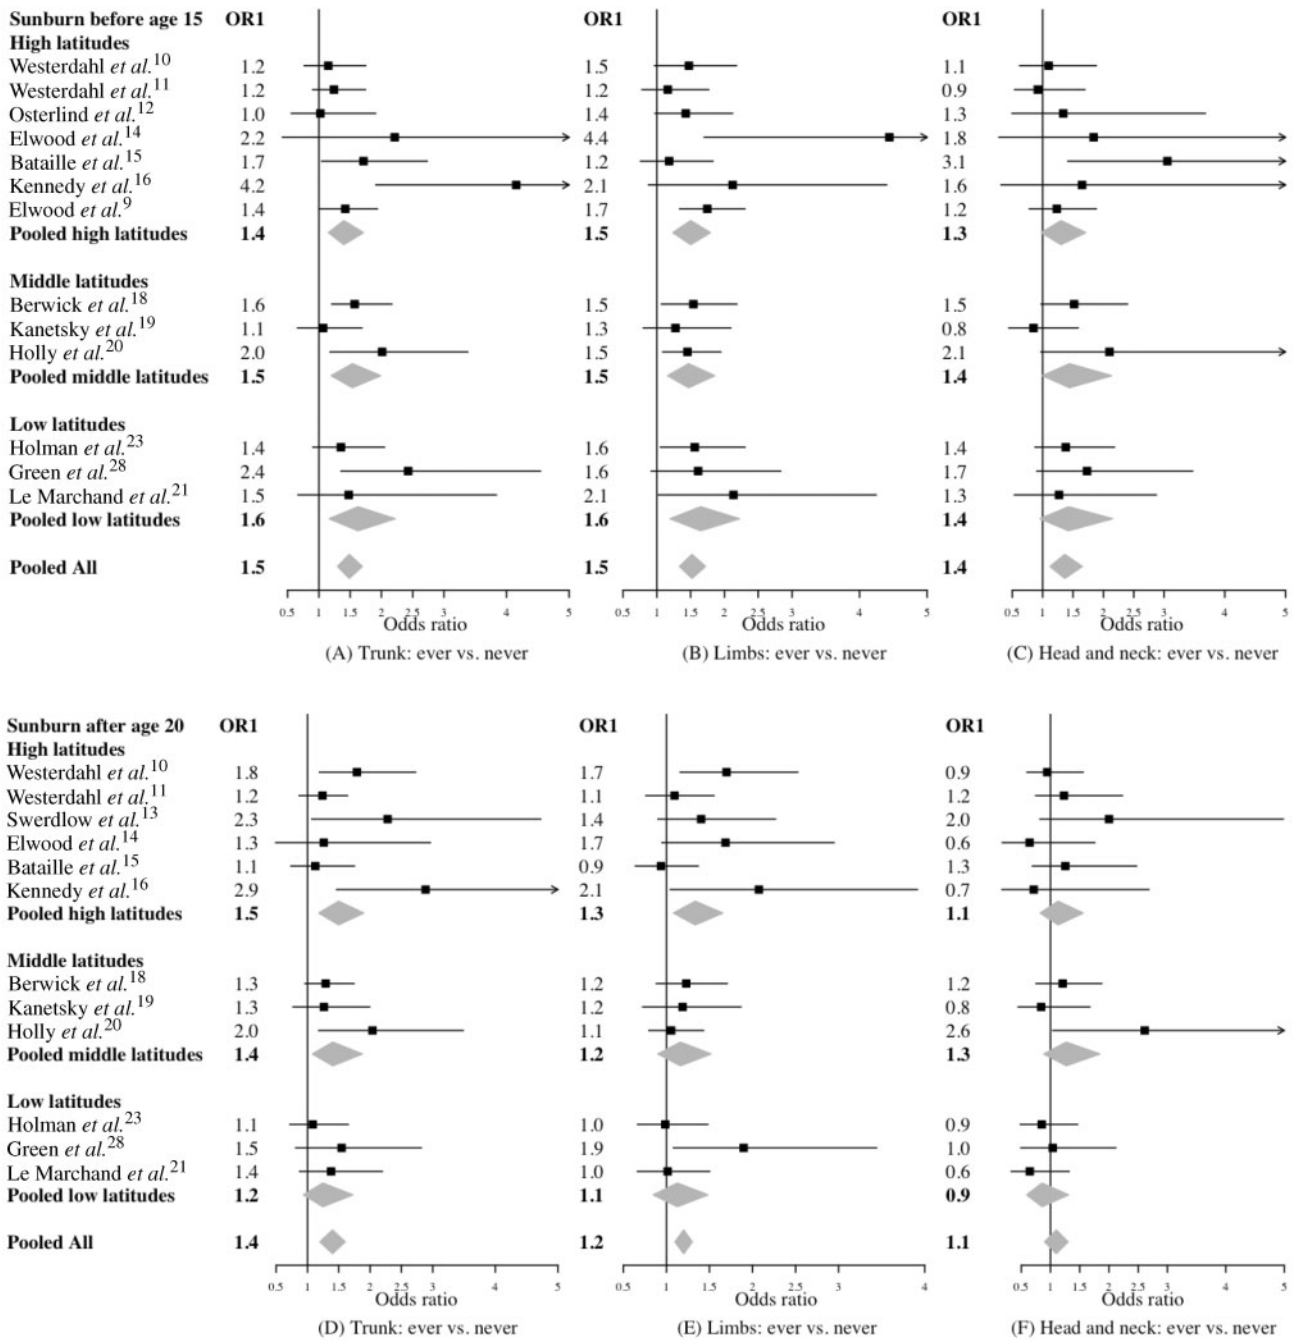 Sunburn before age 15 OR1 OR1 OR1
High latitudes
Westerdahl et al.10 1.2 1.5 1.1
Westerdahl et al.11 1.2 1.2 0.9
Osterlind et al.12 1.0 1.4 1.3
Elwood et al.14 2.2 4.4 1.8
Bataille et al.15 1.7 1.2 3.1
Kennedy et al.16 4.2 2.1 1.6
Elwood et al.9 1.4 1.7 1.2
Pooled high latitudes 1.4 1.5 1.3
Middle latitudes
Berwick et al.18 1.6 1.5 1.5
Kanetsky et al.19 1.1 1.3 0.8
Holly et al.20 2.0 1.5 2.1
Pooled middle latitudes 1.5 1.5 1.4
Low latitudes
Holman et al.23 1.4 1.6 1.4
Green et al.28 2.4 1.6 1.7
Le Marchand et al.21 1.5 2.1 1.3
Pooled low latitudes 1.6 1.6 1.4
Pooled All 1.5 1.5 1.4
0.5 1 1.5 2 2.5 3 4 5 0.5 1 1.5 2 2.5 3 4 5 0.5 1 1.5 2 2.5 3 4 5
Odds ratio Odds ratio Odds ratio
(A) Trunk: ever vs. never (B) Limbs: ever vs. never (C) Head and neck: ever vs. never
Sunburn after age 20 OR1 OR1 OR1
High latitudes
Westerdahl et al.10 1.8 1.7 0.9
Westerdahl et al.11 1.2 1.1 1.2
Swerdlow et al.13 2.3 1.4 2.0
Elwood et al.14 1.3 1.7 0.6
Bataille et al.15 1.1 0.9 1.3
Kennedy et al.16 2.9 2.1 0.7
Pooled high latitudes 1.5 1.3 1.1
Middle latitudes
Berwick et al.18 1.3 1.2 1.2
Kanetsky et al.19 1.3 1.2 0.8
Holly et al.20 2.0 1.1 2.6
Pooled middle latitudes 1.4 1.2 1.3
Low latitudes
Holman et al.23 1.1 1.0 0.9
Green et al.28 1.5 1.9 1.0
Le Marchand et al.21 1.4 1.0 0.6
Pooled low latitudes 1.2 1.1 0.9
Pooled All 1.4 1.2 1.1
0.5 1 1.5 2 2.5 3 4 5 0.5 1 1.5 2 2.5 3 4 0.5 1 1.5 2 2.5 3 4 5
Odds ratio Odds ratio Odds ratio
(D) Trunk: ever vs. never (E) Limbs: ever vs. never (F) Head and neck: ever vs. never